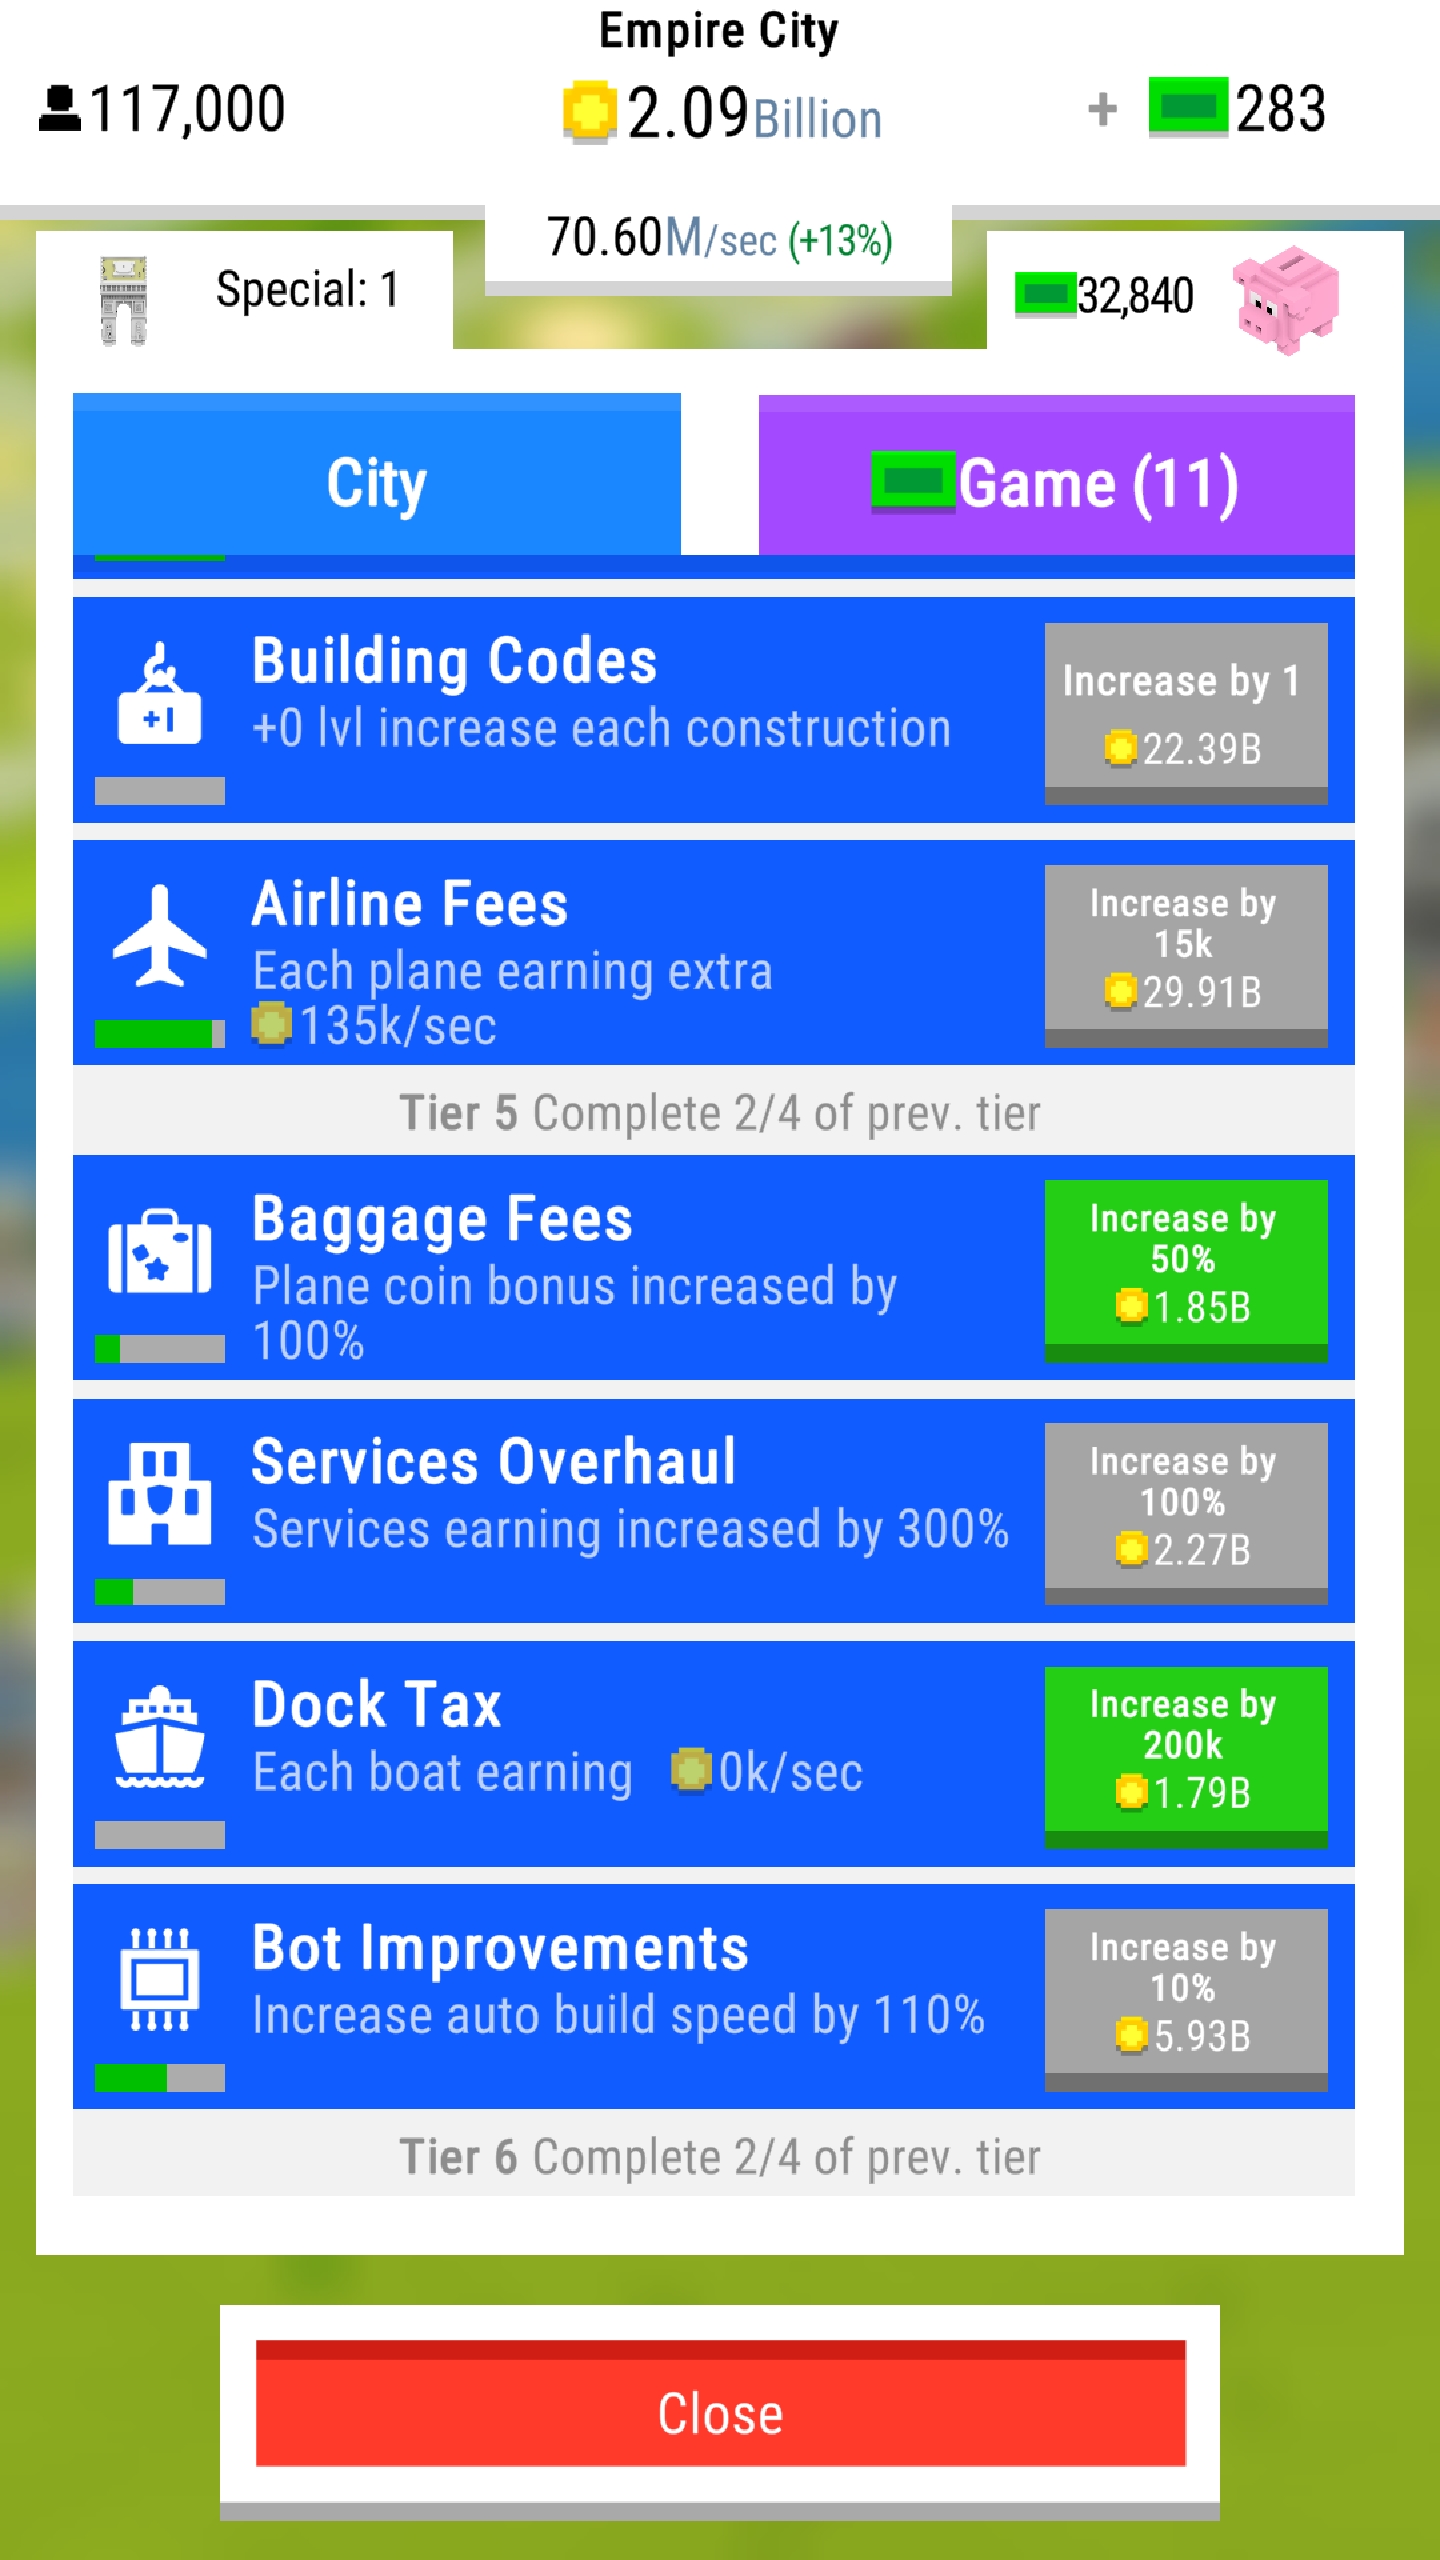 Empire City
117,000
2.09Billion
+ 283
70.60M/sec (+13%)
Special: 1
32,840
City
Game (11)
Building Codes
+0 lvl increase each construction
Increase by 1
22.39B
Airline Fees
Each plane earning extra
135k/sec
Increase by
15k
29.91B
Tier 5 Complete 2/4 of prev. tier
Baggage Fees
Plane coin bonus increased by
100%
Increase by
50%
1.85B
Services Overhaul
Services earning increased by 300%
Increase by
100%
2.27B
Dock Tax
Each boat earning 0k/sec
Increase by
200k
1.79B
Bot Improvements
Increase auto build speed by 110%
Increase by
10%
5.93B
Tier 6 Complete 2/4 of prev. tier
Close